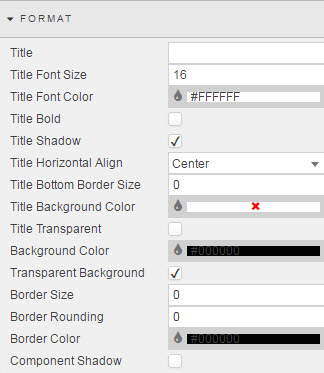 FORMAT
Title
Title Font Size 16
Title Font Color #FFFFFF
Title Bold
Title Shadow
Title Horizontal Align Center
Title Bottom Border Size 0
Title Background Color
Title Transparent
Background Color #000000
Transparent Background
Border Size 0
Border Rounding 0
Border Color #000000
Component Shadow